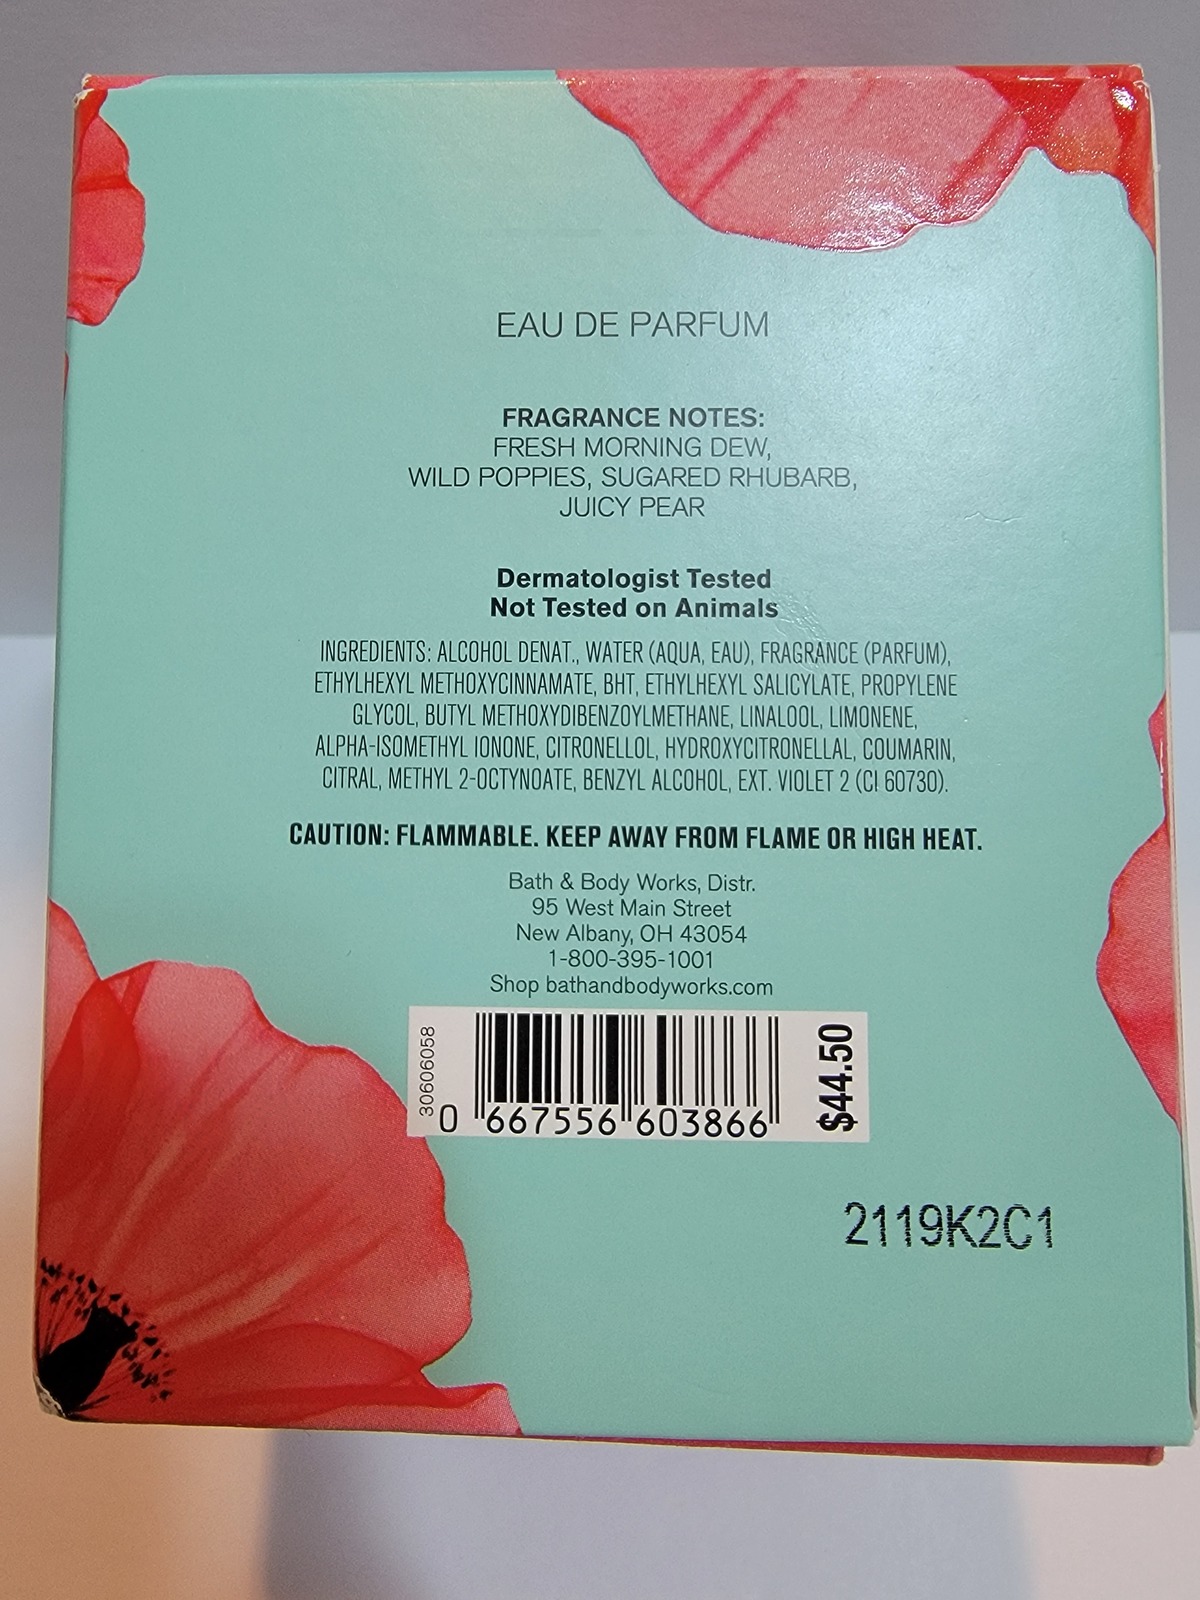 EAU DE PARFUM
FRAGRANCE NOTES:
FRESH MORNING DEW,
WILD POPPIES, SUGARED RHUBARB,
JUICY PEAR
Dermatologist Tested
Not Tested on Animals
INGREDIENTS: ALCOHOL DENAT., WATER (AQUA, EAU), FRAGRANCE (PARFUM),
ETHYLHEXYL METHOXYCINNAMATE, BHT, ETHYLHEXYL SALICYLATE, PROPYLENE
GLYCOL, BUTYL METHOXYDIBENZOYLMETHANE, LINALOOL, LIMONENE,
ALPHA-ISOMETHYL IONONE, CITRONELLOL, HYDROXYCITRONELLAL, COUMARIN,
CITRAL, METHYL 2-OCTYNOATE, BENZYL ALCOHOL, EXT. VIOLET 2 (CI 60730).
CAUTION: FLAMMABLE. KEEP AWAY FROM FLAME OR HIGH HEAT.
Bath & Body Works, Distr.
95 West Main Street
New Albany, OH 43054
1-800-395-1001
Shop bathandbodyworks.com
30606058
0 667556 603866
$44.50
2119K2C1